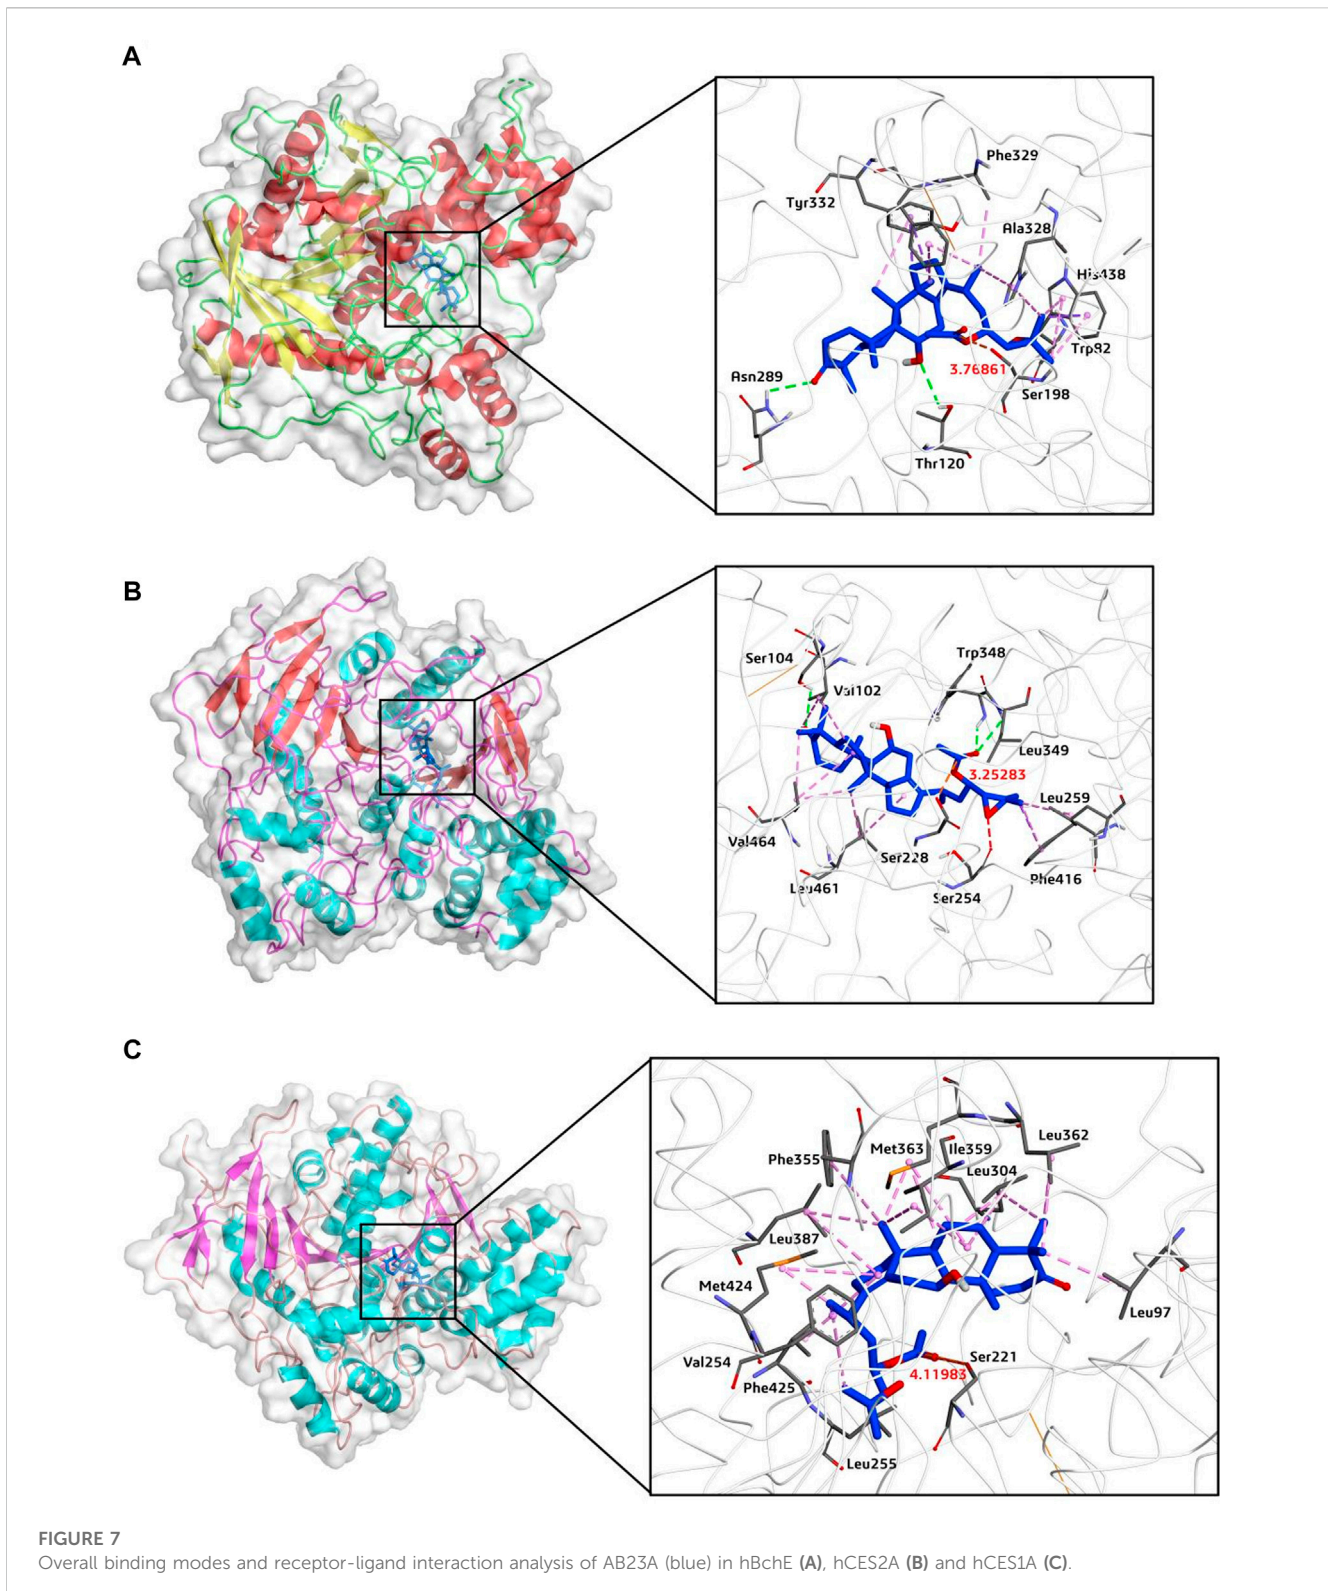 A
Phe329
Tyr332
Ala328
His438
Trp82
3.76861
Asn289
Ser198
Thr120
B
Ser104
Trp348
Val102
Leu349
3.25283
Leu259
Val464
Ser228
Leu461
Ser254
Phe416
C
Leu362
Met363
Ile359
Phe355
Leu304
Leu387
Met424
Leu97
Val254
Ser221
4.11983
Phe425
Leu255
FIGURE 7
Overall binding modes and receptor-ligand interaction analysis of AB23A (blue) in hBchE (A), hCES2A (B) and hCES1A (C).